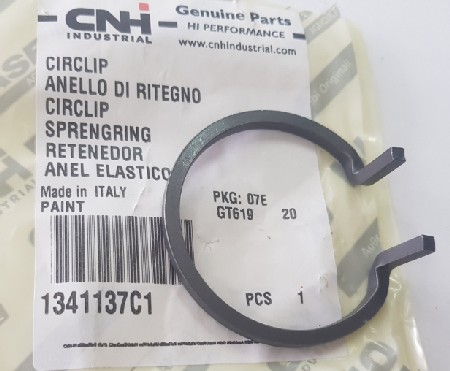 CNH
INDUSTRIAL
Genuine Parts
HI PERFORMANCE
www.cnhindustrial.com
CIRCLIP
ANELLO DI RITEGNO
CIRCLIP
SPRENGRING
RETENEDOR
ANEL ELASTICO
Made in ITALY
PAINT
PKG: 07E
GT619 20
1341137C1
PCS 1